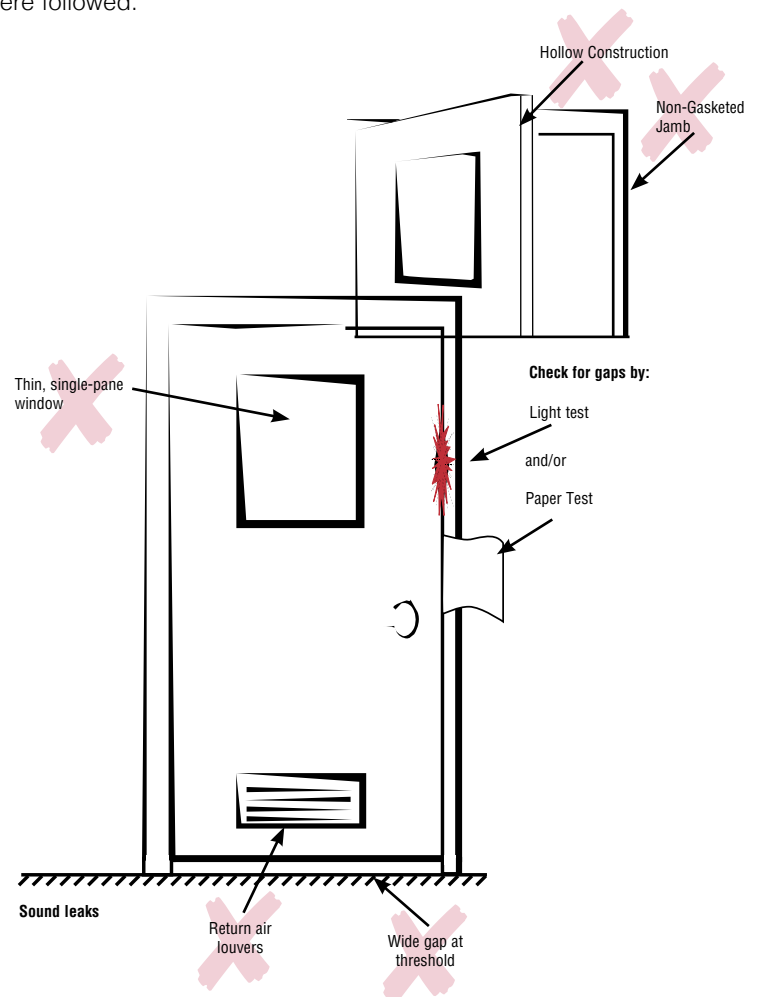 ere followed.
Hollow Construction
Non-Gasketed
Jamb
Thin, single-pane
window
Check for gaps by:
Light test
and/or
Paper Test
Sound leaks
Return air
louvers
Wide gap at
threshold